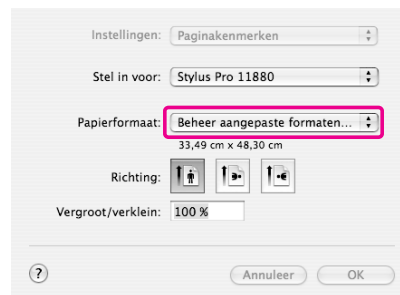 Instellingen: Paginakenmerken
Stel in voor: Stylus Pro 11880
Papierformaat: Beheer aangepaste formaten...
33,49 cm x 48,30 cm
Richting:
Vergroot/verklein: 100 %
? Annuleer OK